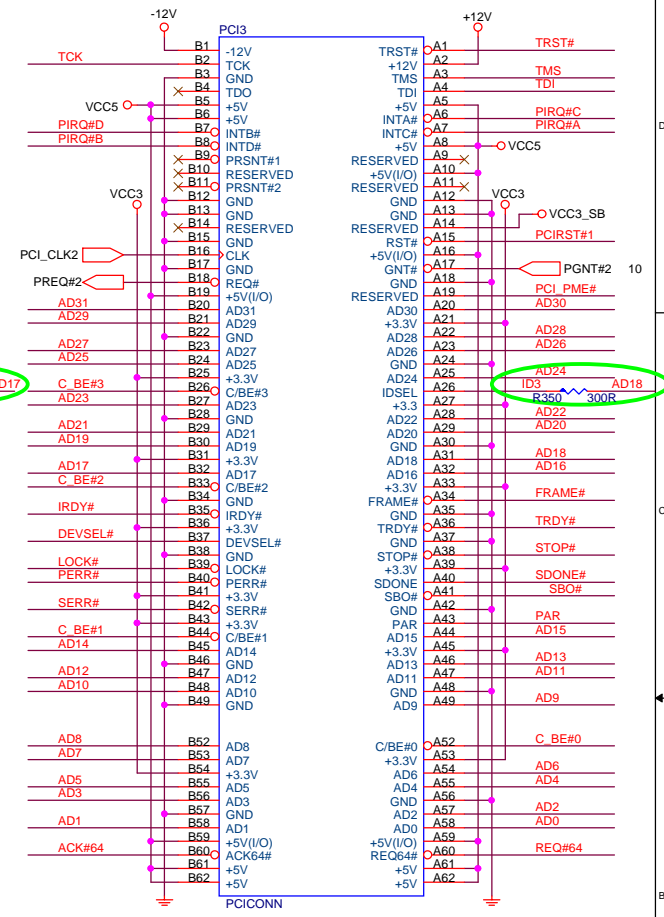 -12V +12V
PCI3
B1 -12V TRST# A1 TRST#
TCK B2 TCK +12V A2
B3 GND TMS A3 TMS
B4 TDO TDI A4 TDI
VCC5 B5 +5V +5V A5
B6 +5V INTA# A6 PIRQ#C
PIRQ#D B7 INTB# INTC# A7 PIRQ#A D
PIRQ#B B8 INTD# +5V A8 VCC5
B9 PRSNT#1 RESERVED A9
B10 RESERVED +5V(I/O) A10
B11 PRSNT#2 RESERVED A11
VCC3 B12 GND GND A12 VCC3
B13 GND GND A13
B14 RESERVED RESERVED A14 VCC3_SB
B15 GND RST# A15 PCIRST#1
PCI_CLK2 B16 CLK +5V(I/O) A16
B17 GND GNT# A17 PGNT#2 10
PREQ#2 B18 REQ# GND A18
B19 +5V(I/O) RESERVED A19 PCI_PME#
AD31 B20 AD31 AD30 A20 AD30
AD29 B21 AD29 +3.3V A21
B22 GND AD28 A22 AD28
AD27 B23 AD27 AD26 A23 AD26
AD25 B24 AD25 GND A24
B25 +3.3V AD24 A25 AD24
D17 C_BE#3 B26 C/BE#3 IDSEL A26 ID3 AD18
AD23 B27 AD23 +3.3 A27 R350 300R
B28 GND AD22 A28 AD22
AD21 B29 AD21 AD20 A29 AD20
AD19 B30 AD19 GND A30
B31 +3.3V AD18 A31 AD18
AD17 B32 AD17 AD16 A32 AD16
C_BE#2 B33 C/BE#2 +3.3V A33
B34 GND FRAME# A34 FRAME#
IRDY# B35 IRDY# GND A35 C
B36 +3.3V TRDY# A36 TRDY#
DEVSEL# B37 DEVSEL# GND A37
B38 GND STOP# A38 STOP#
LOCK# B39 LOCK# +3.3V A39
PERR# B40 PERR# SDONE A40 SDONE#
B41 +3.3V SBO# A41 SBO#
SERR# B42 SERR# GND A42
B43 +3.3V PAR A43 PAR
C_BE#1 B44 C/BE#1 AD15 A44 AD15
AD14 B45 AD14 +3.3V A45
B46 GND AD13 A46 AD13
AD12 B47 AD12 AD11 A47 AD11
AD10 B48 AD10 GND A48
B49 GND AD9 A49 AD9
AD8 B52 AD8 C/BE#0 A52 C_BE#0
AD7 B53 AD7 +3.3V A53
B54 +3.3V AD6 A54 AD6
AD5 B55 AD5 AD4 A55 AD4
AD3 B56 AD3 GND A56
B57 GND AD2 A57 AD2
AD1 B58 AD1 AD0 A58 AD0
B59 +5V(I/O) +5V(I/O) A59
ACK#64 B60 ACK64# REQ64# A60 REQ#64
B61 +5V +5V A61
B62 +5V +5V A62
B
PCICONN